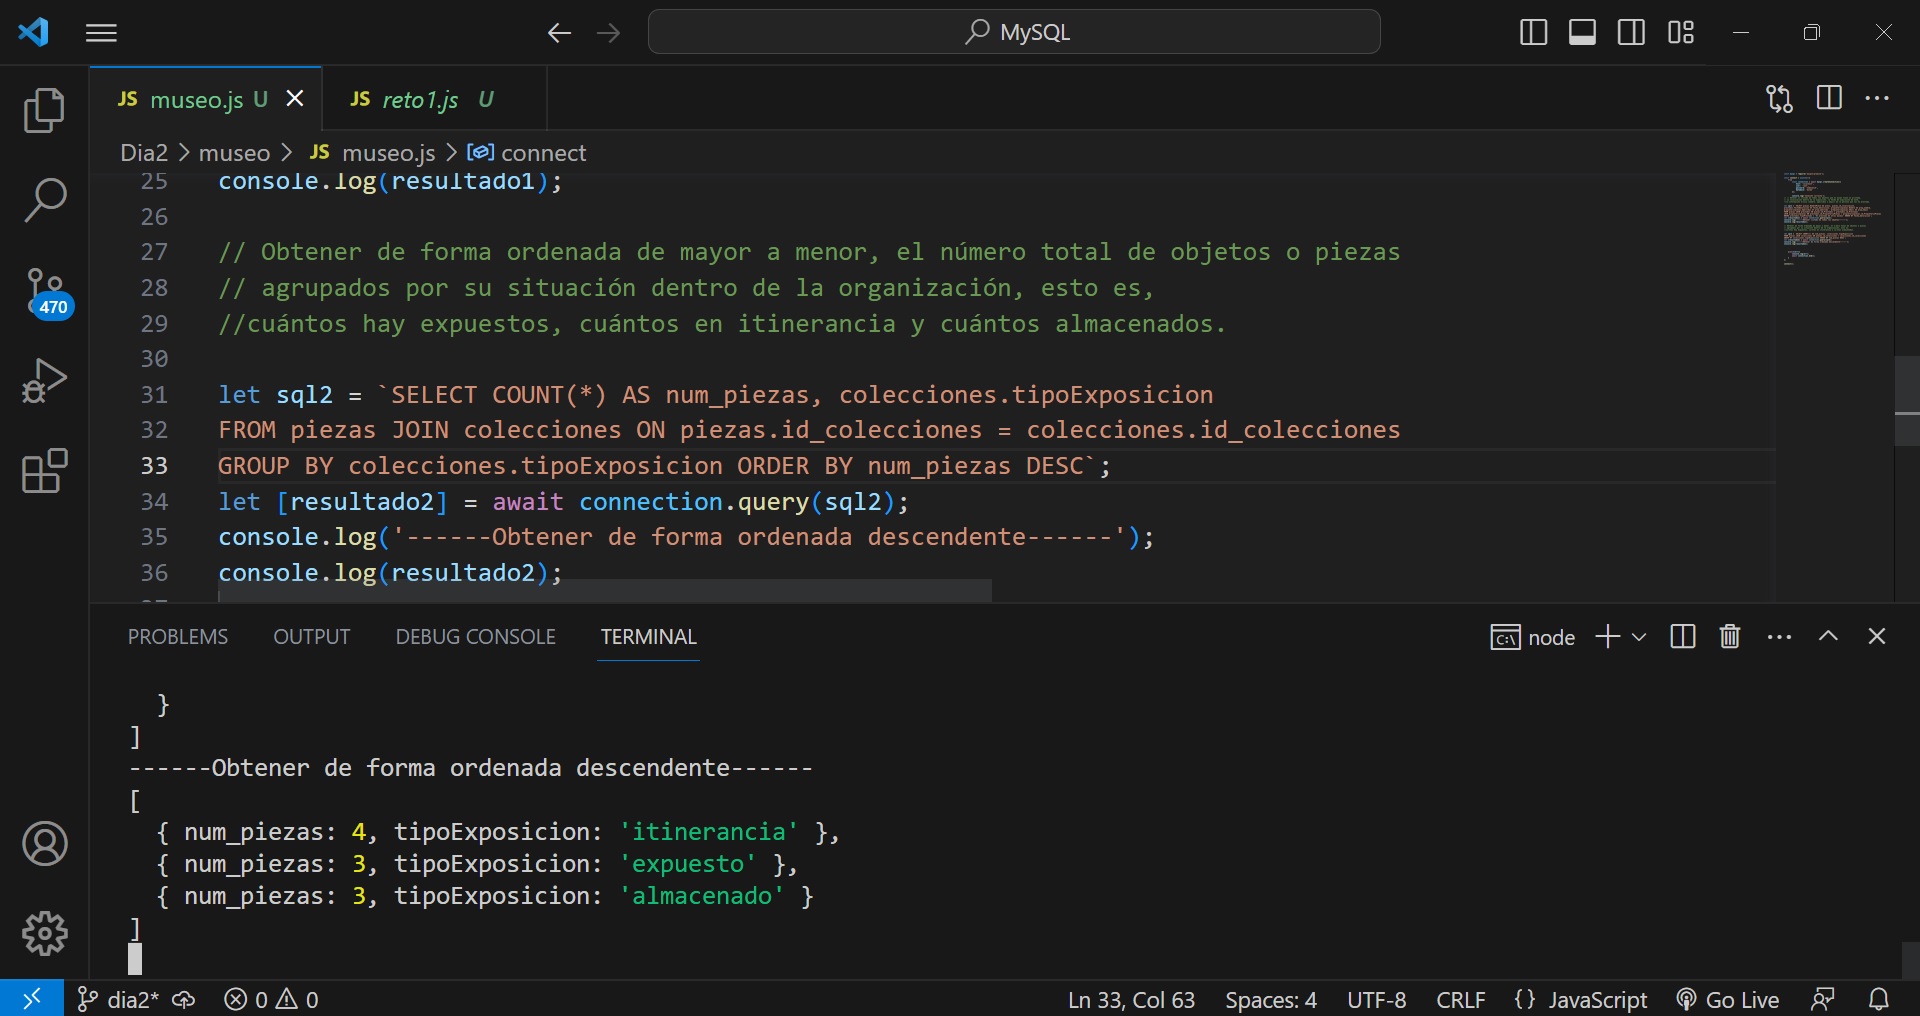 MySQL
JS museo.js U
JS reto1.js U
Dia2 > museo > JS museo.js > connect
25 console.log(resultado1);
26
27 // Obtener de forma ordenada de mayor a menor, el número total de objetos o piezas
28 // agrupados por su situación dentro de la organización, esto es,
29 //cuántos hay expuestos, cuántos en itinerancia y cuántos almacenados.
30
31 let sql2 = `SELECT COUNT(*) AS num_piezas, colecciones.tipoExposicion
32 FROM piezas JOIN colecciones ON piezas.id_colecciones = colecciones.id_colecciones
33 GROUP BY colecciones.tipoExposicion ORDER BY num_piezas DESC`;
34 let [resultado2] = await connection.query(sql2);
35 console.log('------Obtener de forma ordenada descendente------');
36 console.log(resultado2);
470
PROBLEMS OUTPUT DEBUG CONSOLE TERMINAL
node
}
]
------Obtener de forma ordenada descendente------
[
{ num_piezas: 4, tipoExposicion: 'itinerancia' },
{ num_piezas: 3, tipoExposicion: 'expuesto' },
{ num_piezas: 3, tipoExposicion: 'almacenado' }
]
dia2* 0 0 Ln 33, Col 63 Spaces: 4 UTF-8 CRLF {} JavaScript Go Live